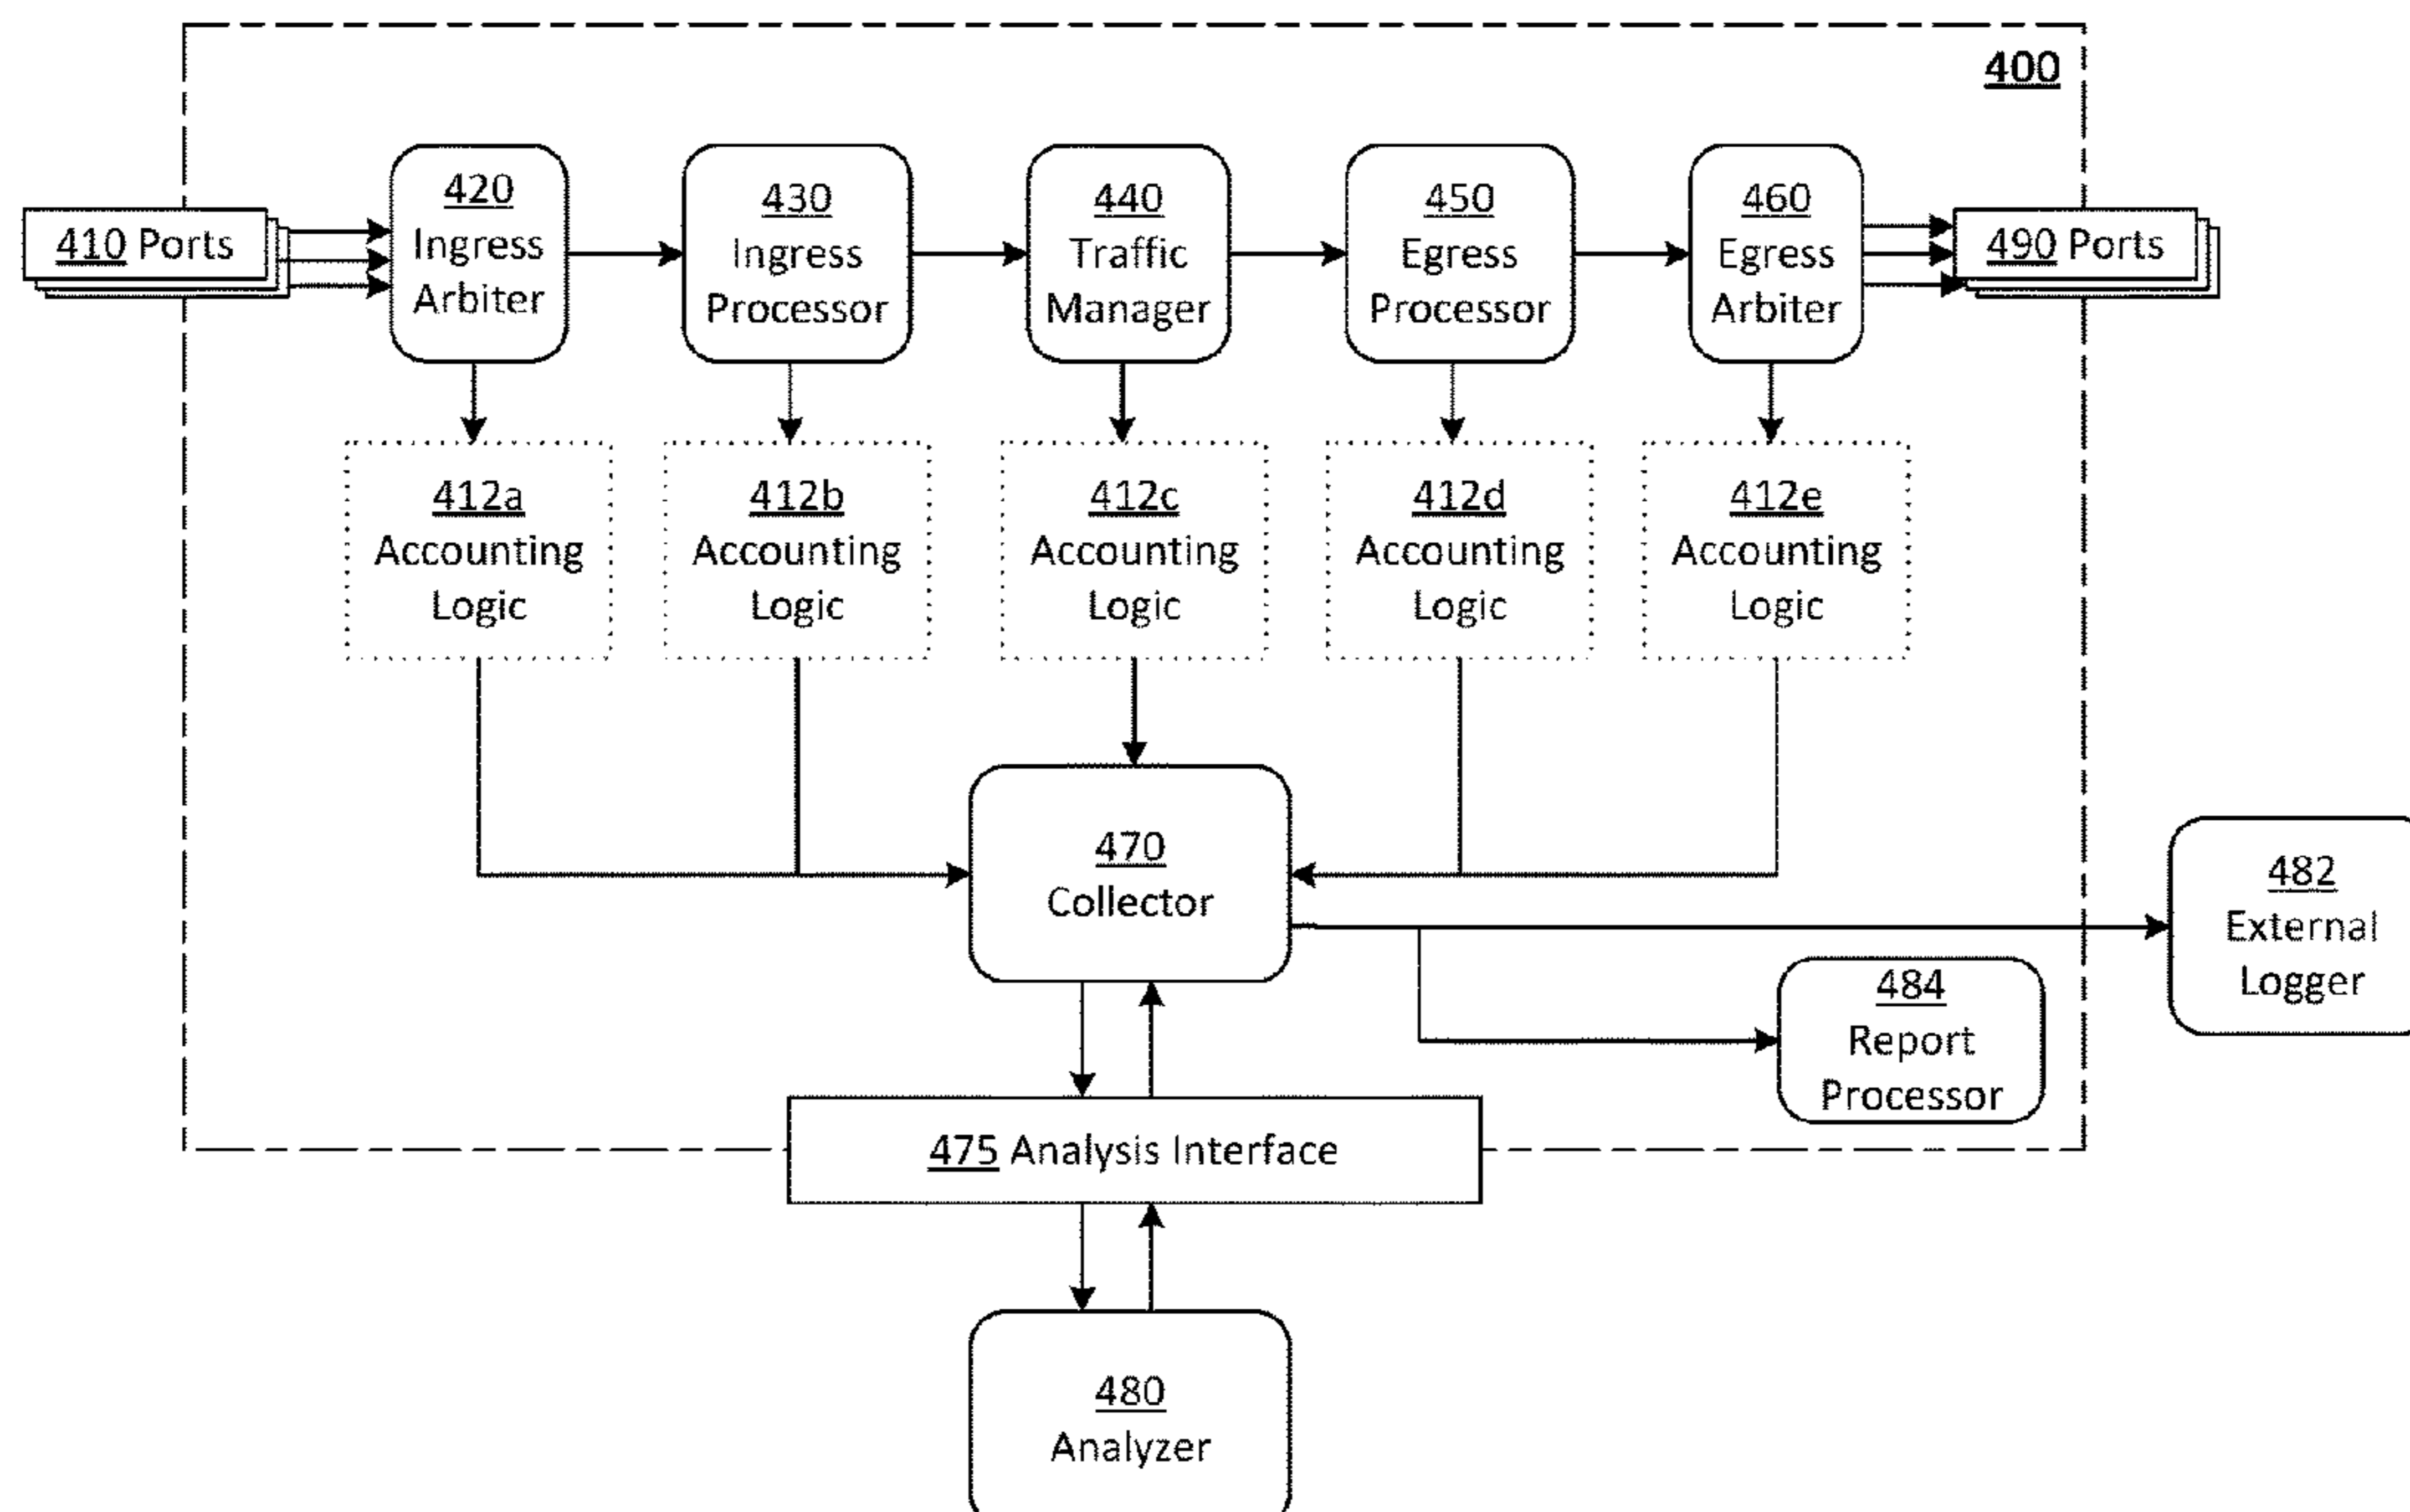 400
410 Ports
420
Ingress
Arbiter
430
Ingress
Processor
440
Traffic
Manager
450
Egress
Processor
460
Egress
Arbiter
490 Ports
412a
Accounting
Logic
412b
Accounting
Logic
412c
Accounting
Logic
412d
Accounting
Logic
412e
Accounting
Logic
470
Collector
482
External
Logger
484
Report
Processor
475 Analysis Interface
480
Analyzer